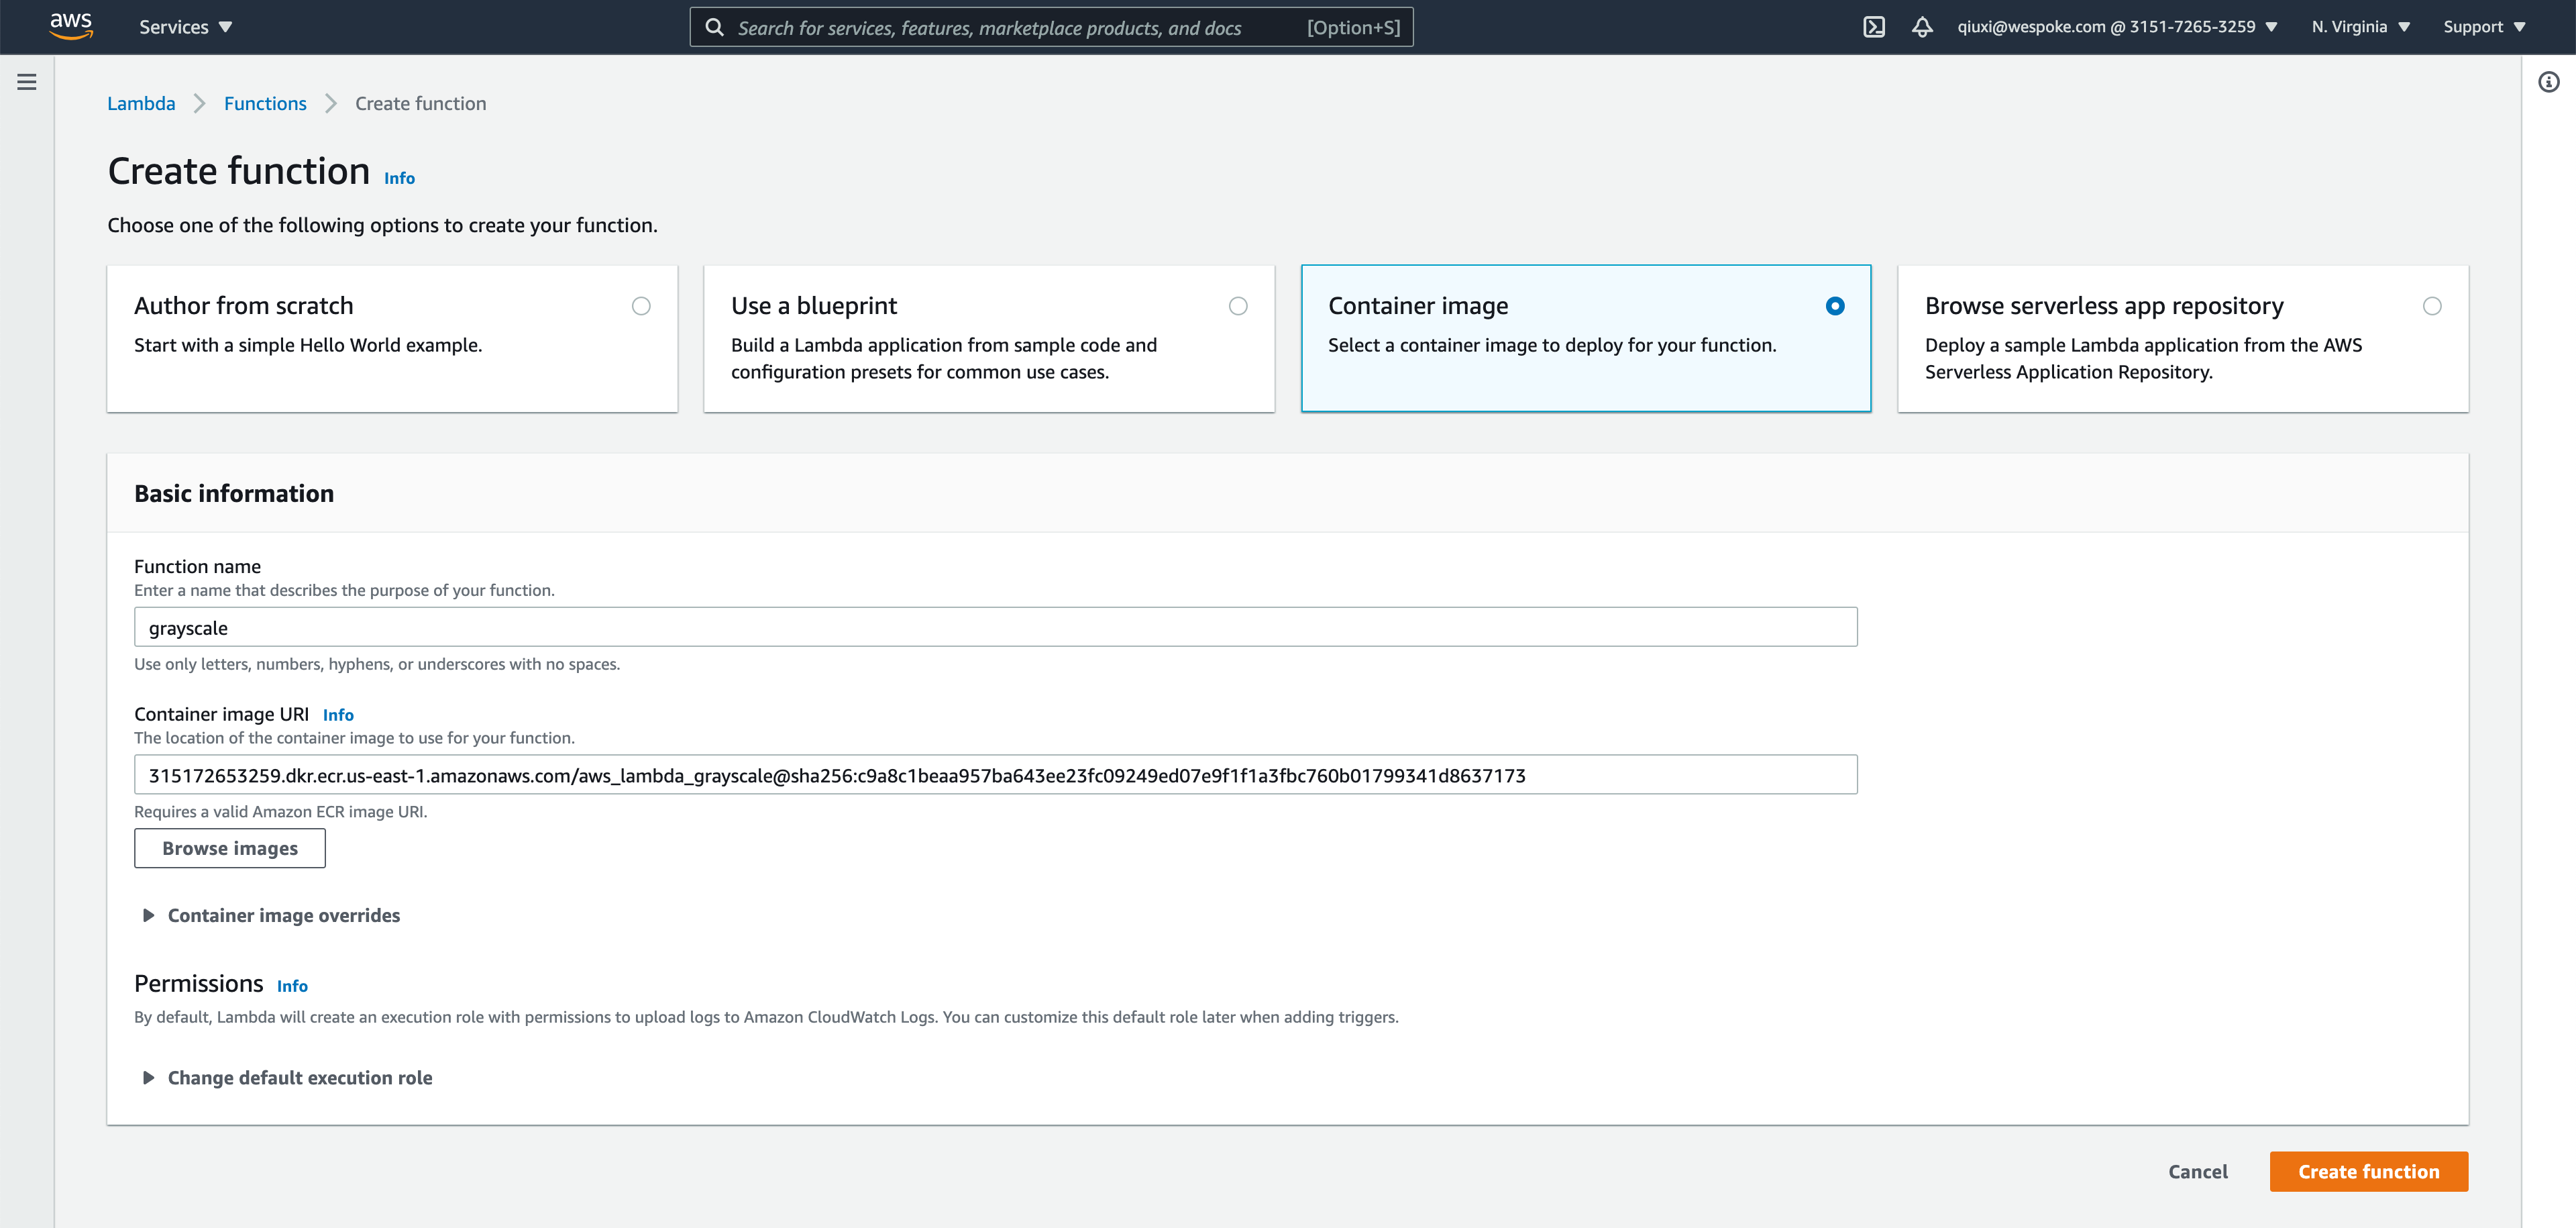 aws
Services
Search for services, features, marketplace products, and docs [Option+S]
qiuxi@wespoke.com @ 3151-7265-3259
N. Virginia
Support
Lambda
Functions
Create function
Create function Info
Choose one of the following options to create your function.
Author from scratch
Start with a simple Hello World example.
Use a blueprint
Build a Lambda application from sample code and
configuration presets for common use cases.
Container image
Select a container image to deploy for your function.
Browse serverless app repository
Deploy a sample Lambda application from the AWS
Serverless Application Repository.
Basic information
Function name
Enter a name that describes the purpose of your function.
grayscale
Use only letters, numbers, hyphens, or underscores with no spaces.
Container image URI Info
The location of the container image to use for your function.
315172653259.dkr.ecr.us-east-1.amazonaws.com/aws_lambda_grayscale@sha256:c9a8c1beaa957ba643ee23fc09249ed07e9f1f1a3fbc760b01799341d8637173
Requires a valid Amazon ECR image URI.
Browse images
Container image overrides
Permissions Info
By default, Lambda will create an execution role with permissions to upload logs to Amazon CloudWatch Logs. You can customize this default role later when adding triggers.
Change default execution role
Cancel
Create function